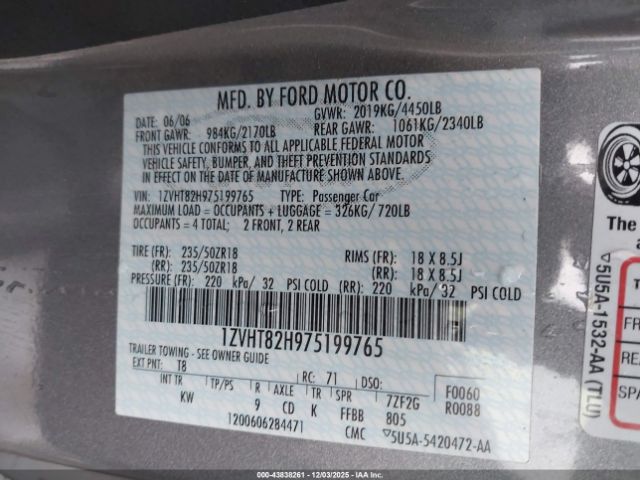 MFD. BY FORD MOTOR CO.
DATE: 06/06 GVWR: 2019KG/4450LB
FRONT GAWR: 984KG/2170LB REAR GAWR: 1061KG/2340LB
THIS VEHICLE CONFORMS TO ALL APPLICABLE FEDERAL MOTOR
VEHICLE SAFETY, BUMPER, AND THEFT PREVENTION STANDARDS
IN EFFECT ON THE DATE OF MANUFACTURE SHOWN ABOVE.
VIN: 1ZVHT82H975199765 TYPE: Passenger Car
MAXIMUM LOAD = OCCUPANTS + LUGGAGE = 326KG/720LB
OCCUPANTS = 4 TOTAL; 2 FRONT, 2 REAR
TIRE (FR): 235/50ZR18 RIMS (FR): 18 X 8.5J
(RR): 235/50ZR18 (RR): 18 X 8.5J
PRESSURE (FR): 220 kPa/ 32 PSI COLD (RR): 220 kPa/ 32 PSI COLD
1ZVHT82H975199765
TRAILER TOWING - SEE OWNER GUIDE
EXT PNT: T8 RC: 71 DSO: F0060
INT TR TP/PS R AXLE TR SPR 7ZF2G R0088
KW 9 CD K FFBB 805
1200606284471 CMC ▽5U5A-5420472-AA
▽5U5A-1532-AA (TLU)
The
a
T
FR
RE
SPA
IAA: 43838261 - 12/03/2025 - IAA Inc.